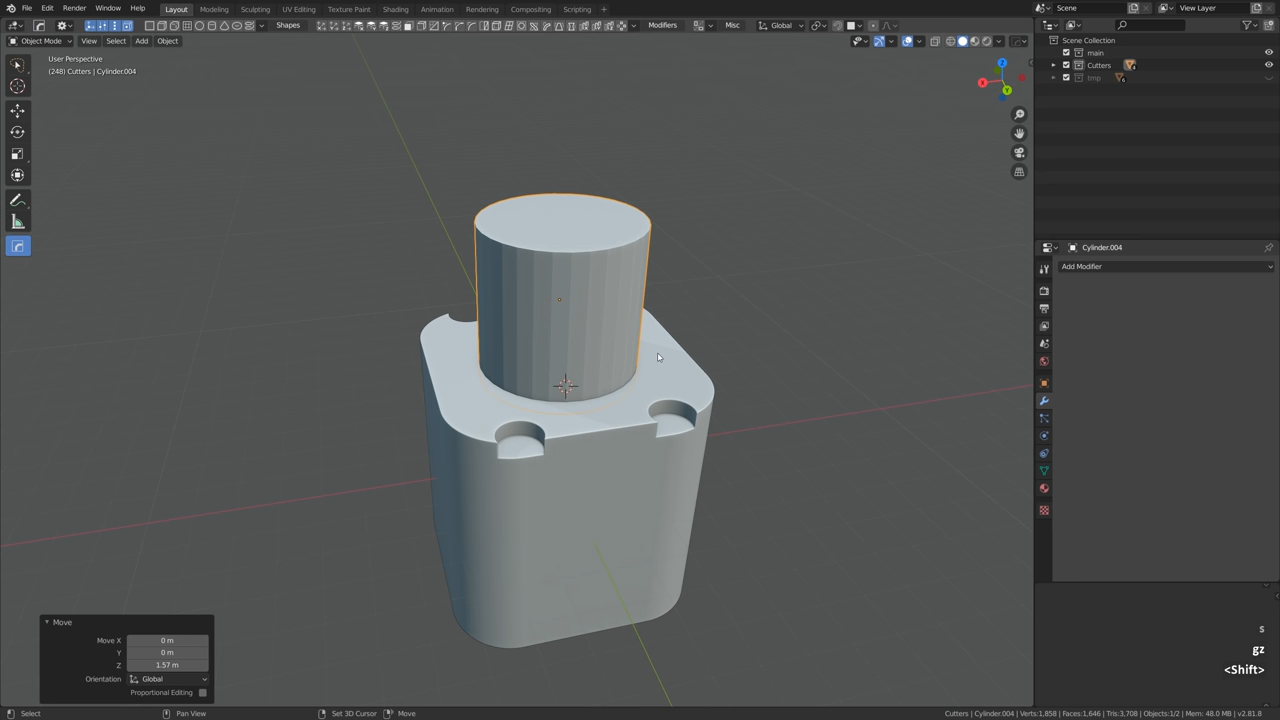 File Edit Render Window Help Layout Modeling Sculpting UV Editing Texture Paint Shading Animation Rendering Compositing Scripting + Scene View Layer
Shapes Modifiers Misc Global
Object Mode View Select Add Object
User Perspective
(248) Cutters | Cylinder.004
Z
X
Y
Scene Collection
main
Cutters
4
tmp
6
Cylinder.004
Add Modifier
Move
Move X 0 m
Y 0 m
Z 1.57 m
Orientation Global
Proportional Editing
s
gz
<Shift>
Select Pan View Set 3D Cursor Move Cutters | Cylinder.004 | Verts:1,858 | Faces:1,646 | Tris:3,708 | Objects:1/2 | Mem: 48.0 MB | v2.81.8